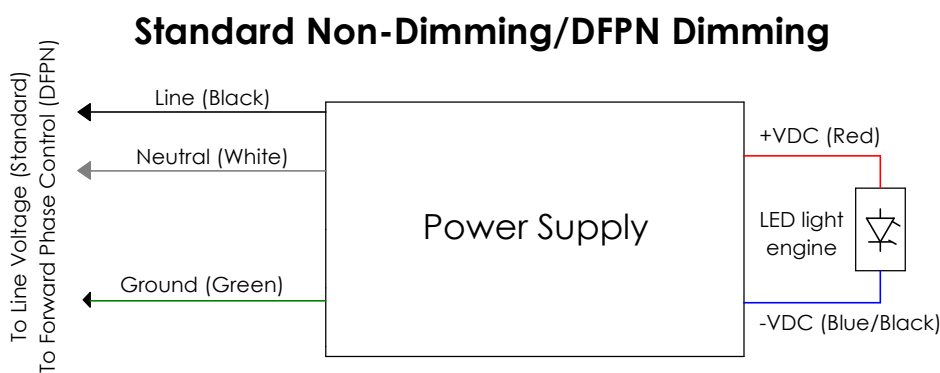 Standard Non-Dimming/DFPN Dimming
To Line Voltage (Standard)
To Forward Phase Control (DFPN)
Line (Black)
Neutral (White)
Ground (Green)
Power Supply
+VDC (Red)
LED light
engine
-VDC (Blue/Black)